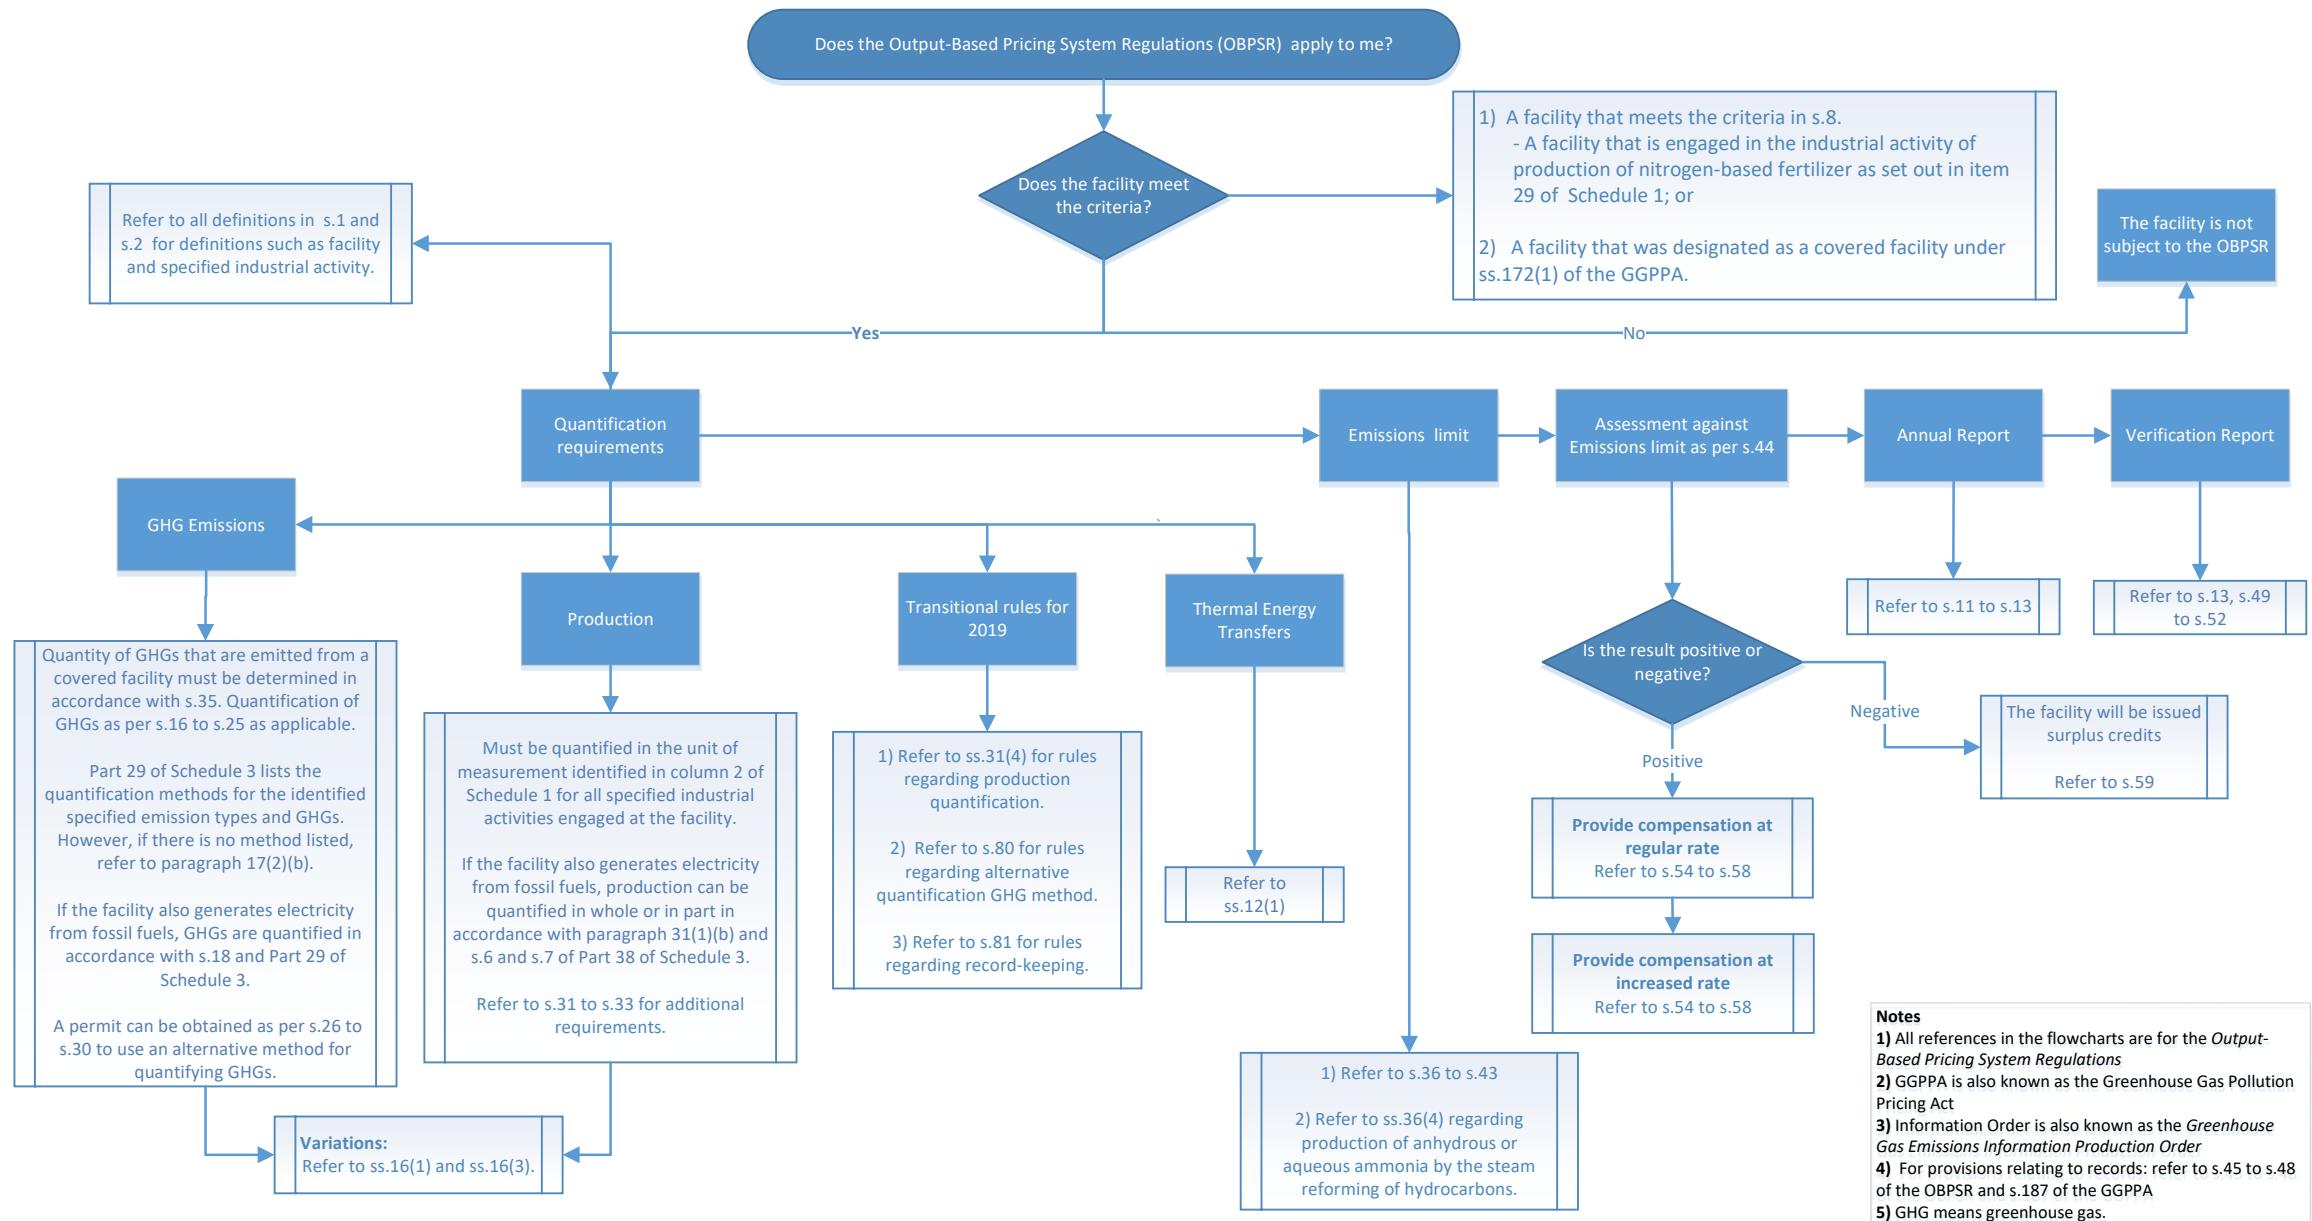 Does the Output-Based Pricing System Regulations (OBPSR) apply to me?
Does the facility meet
the criteria?
1) A facility that meets the criteria in s.8.
- A facility that is engaged in the industrial activity of
production of nitrogen-based fertilizer as set out in item
29 of Schedule 1; or
2) A facility that was designated as a covered facility under
ss.172(1) of the GGPPA.
The facility is not
subject to the OBPSR
Refer to all definitions in s.1 and
s.2 for definitions such as facility
and specified industrial activity.
Yes
No
Quantification
requirements
Emissions limit
Assessment against
Emissions limit as per s.44
Annual Report
Verification Report
GHG Emissions
Production
Transitional rules for
2019
Thermal Energy
Transfers
Refer to s.11 to s.13
Refer to s.13, s.49
to s.52
Quantity of GHGs that are emitted from a
covered facility must be determined in
accordance with s.35. Quantification of
GHGs as per s.16 to s.25 as applicable.
Part 29 of Schedule 3 lists the
quantification methods for the identified
specified emission types and GHGs.
However, if there is no method listed,
refer to paragraph 17(2)(b).
If the facility also generates electricity
from fossil fuels, GHGs are quantified in
accordance with s.18 and Part 29 of
Schedule 3.
A permit can be obtained as per s.26 to
s.30 to use an alternative method for
quantifying GHGs.
Must be quantified in the unit of
measurement identified in column 2 of
Schedule 1 for all specified industrial
activities engaged at the facility.
If the facility also generates electricity
from fossil fuels, production can be
quantified in whole or in part in
accordance with paragraph 31(1)(b) and
s.6 and s.7 of Part 38 of Schedule 3.
Refer to s.31 to s.33 for additional
requirements.
1) Refer to ss.31(4) for rules
regarding production
quantification.
2) Refer to s.80 for rules
regarding alternative
quantification GHG method.
3) Refer to s.81 for rules
regarding record-keeping.
Refer to
ss.12(1)
Is the result positive or
negative?
Negative
The facility will be issued
surplus credits
Refer to s.59
Positive
Provide compensation at
regular rate
Refer to s.54 to s.58
Provide compensation at
increased rate
Refer to s.54 to s.58
Variations:
Refer to ss.16(1) and ss.16(3).
1) Refer to s.36 to s.43
2) Refer to ss.36(4) regarding
production of anhydrous or
aqueous ammonia by the steam
reforming of hydrocarbons.
Notes
1) All references in the flowcharts are for the Output-
Based Pricing System Regulations
2) GGPPA is also known as the Greenhouse Gas Pollution
Pricing Act
3) Information Order is also known as the Greenhouse
Gas Emissions Information Production Order
4) For provisions relating to records: refer to s.45 to s.48
of the OBPSR and s.187 of the GGPPA
5) GHG means greenhouse gas.